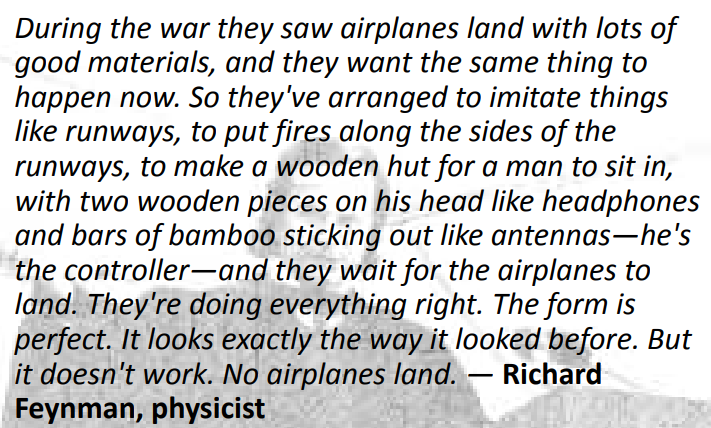 During the war they saw airplanes land with lots of
good materials, and they want the same thing to
happen now. So they've arranged to imitate things
like runways, to put fires along the sides of the
runways, to make a wooden hut for a man to sit in,
with two wooden pieces on his head like headphones
and bars of bamboo sticking out like antennas—he's
the controller—and they wait for the airplanes to
land. They're doing everything right. The form is
perfect. It looks exactly the way it looked before. But
it doesn't work. No airplanes land. — Richard
Feynman, physicist